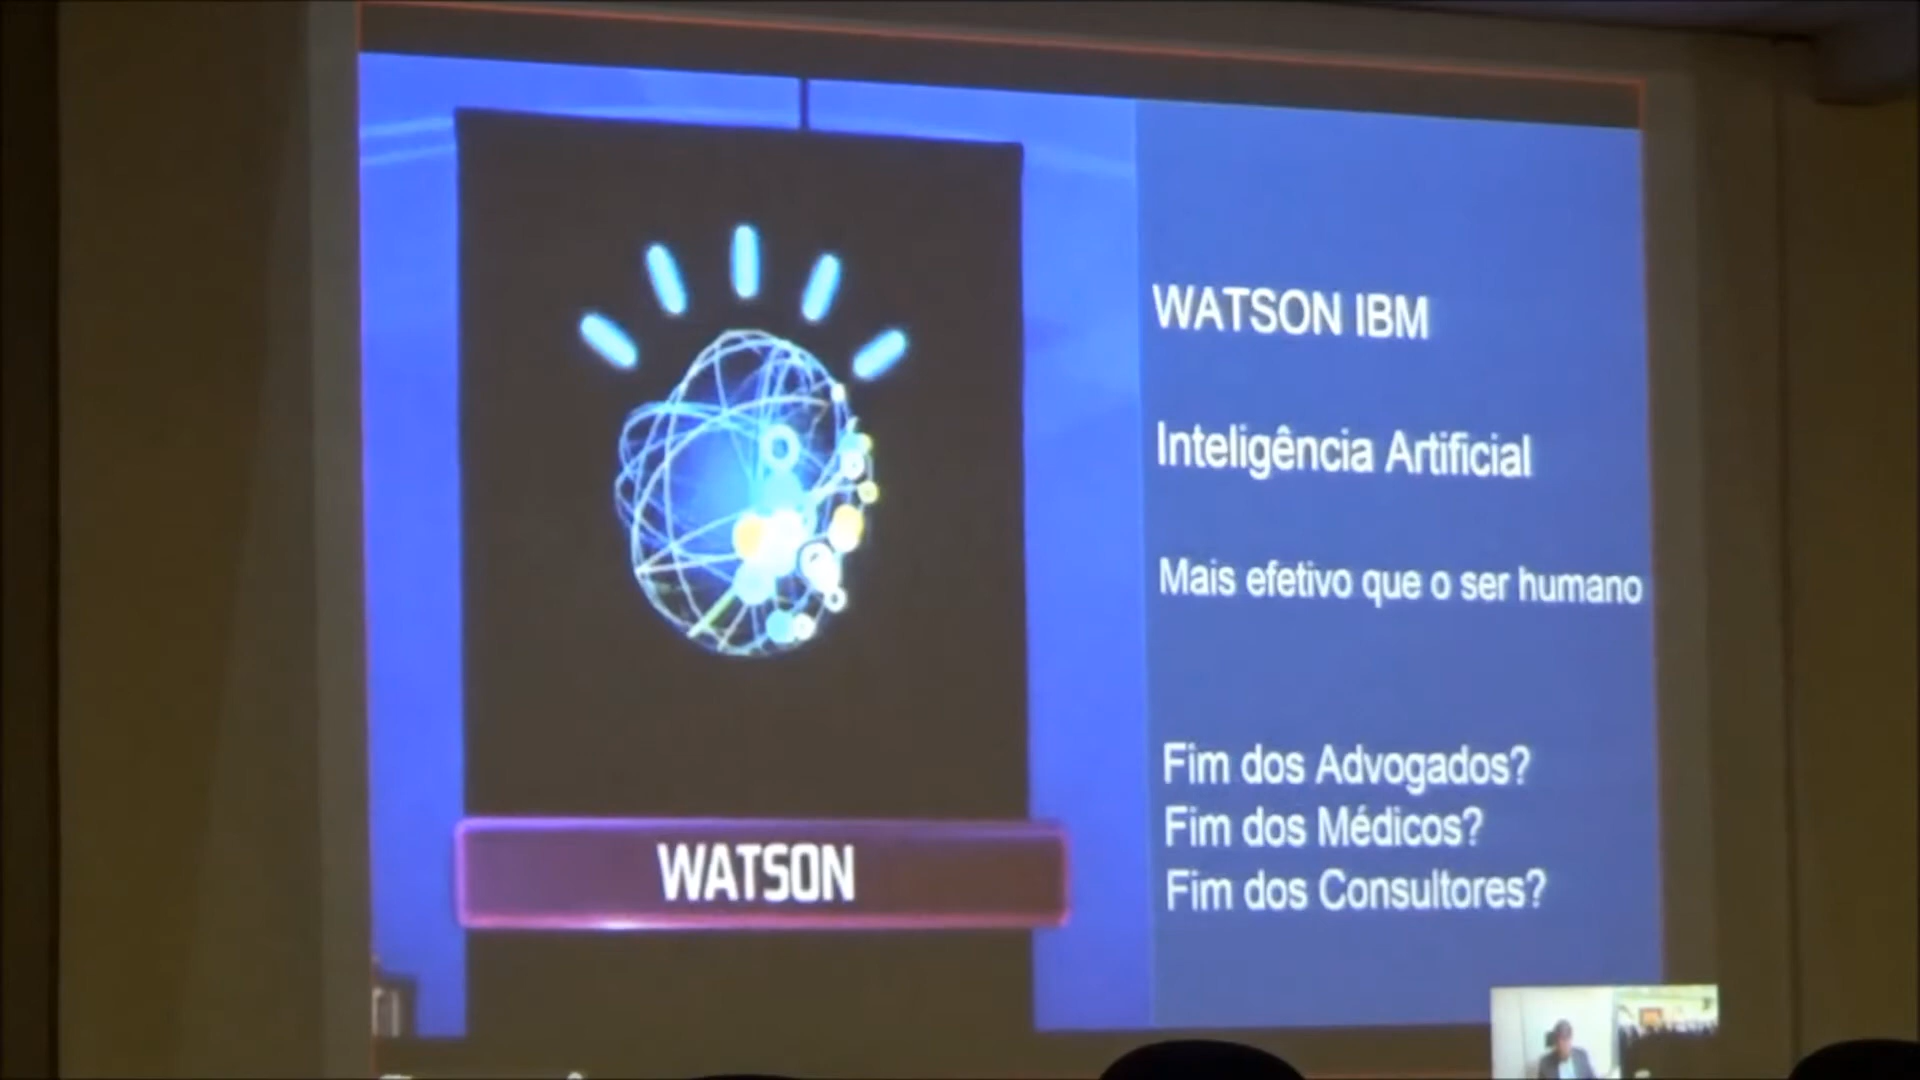 WATSON IBM
Inteligência Artificial
Mais efetivo que o ser humano
Fim dos Advogados?
Fim dos Médicos?
Fim dos Consultores?
WATSON